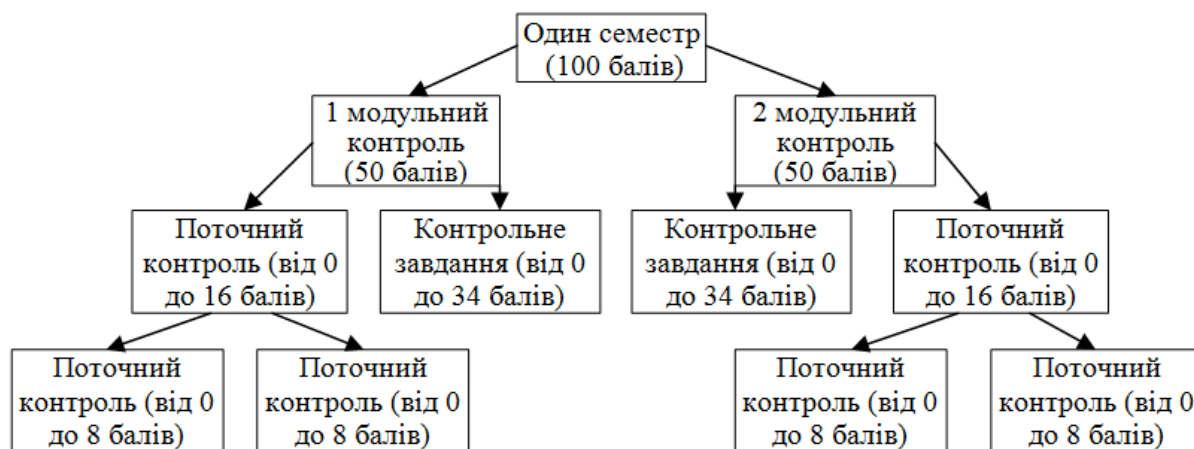 Один семестр
(100 балів)
1 модульний
контроль
(50 балів)
2 модульний
контроль
(50 балів)
Поточний
контроль (від 0
до 16 балів)
Контрольне
завдання (від 0
до 34 балів)
Контрольне
завдання (від 0
до 34 балів)
Поточний
контроль (від 0
до 16 балів)
Поточний
контроль (від 0
до 8 балів)
Поточний
контроль (від 0
до 8 балів)
Поточний
контроль (від 0
до 8 балів)
Поточний
контроль (від 0
до 8 балів)